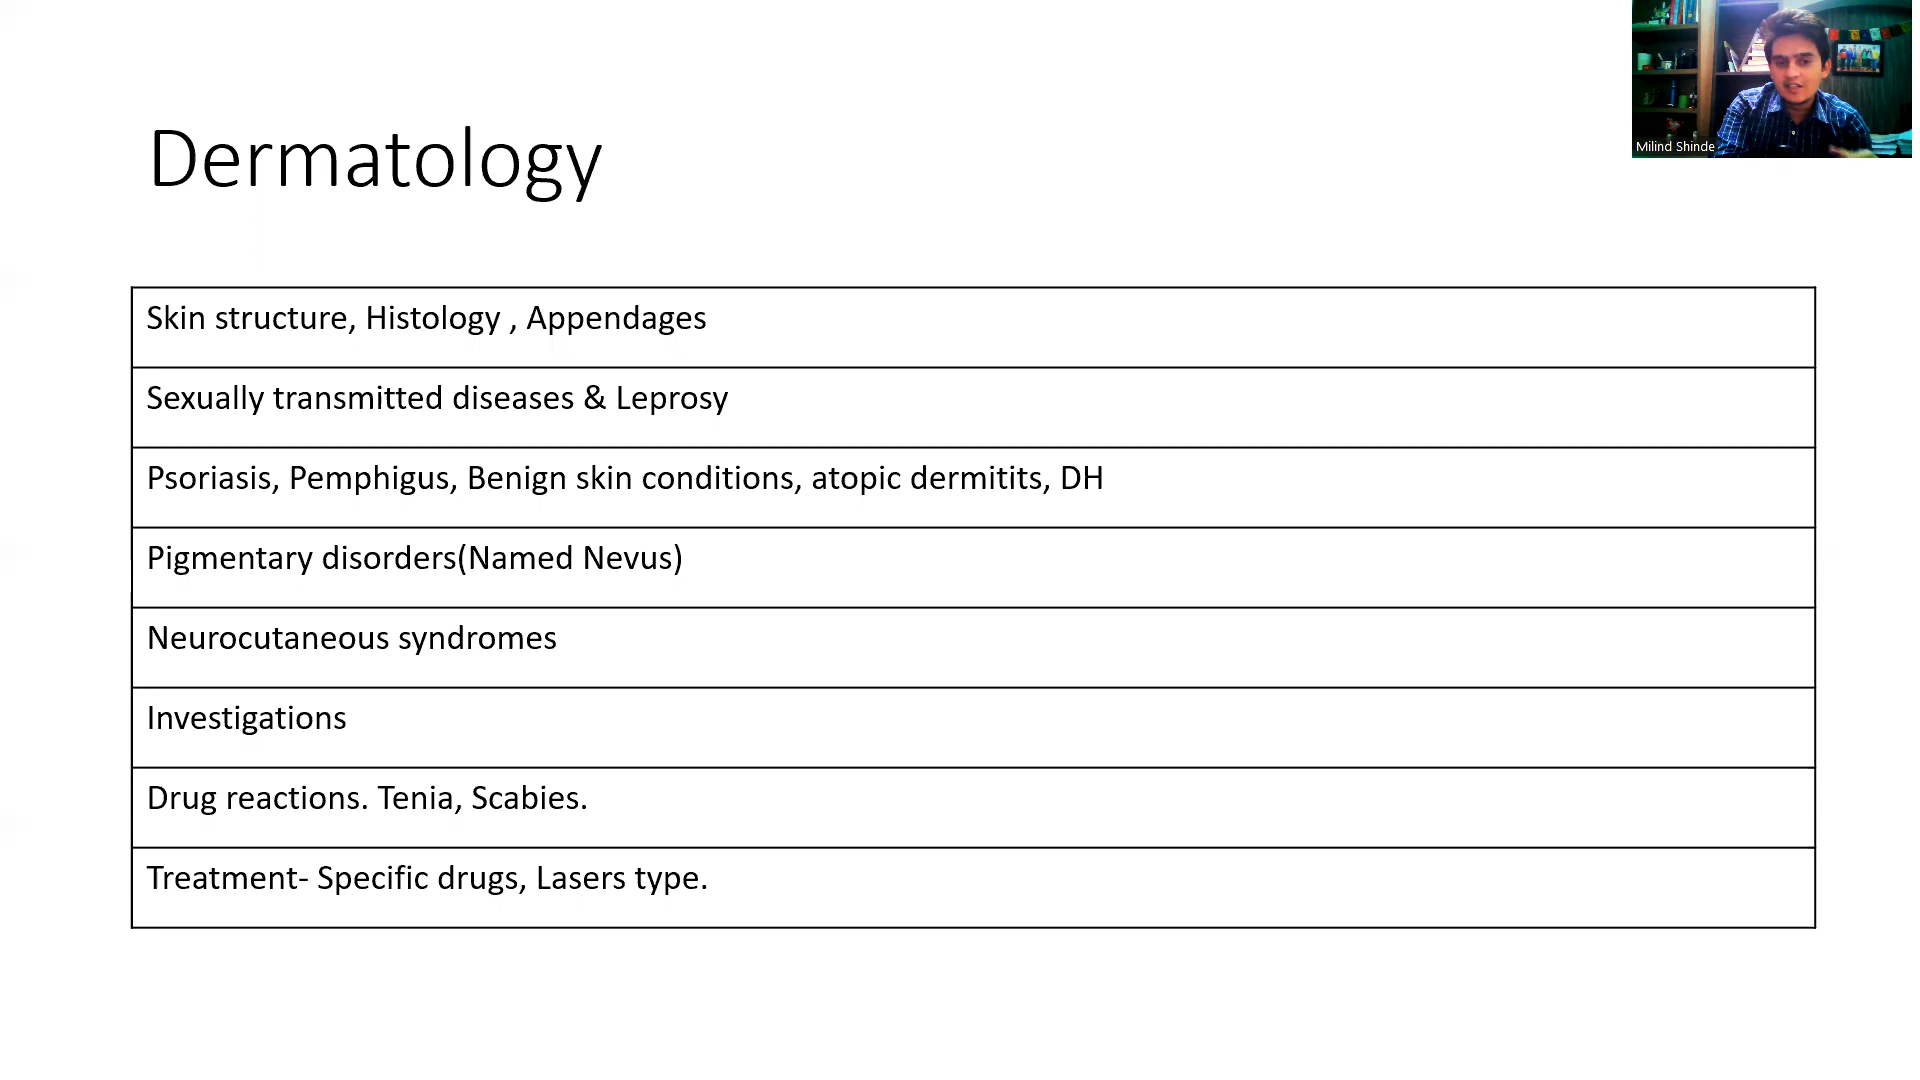 Milind Shinde
Dermatology
Skin structure, Histology , Appendages
Sexually transmitted diseases & Leprosy
Psoriasis, Pemphigus, Benign skin conditions, atopic dermitits, DH
Pigmentary disorders(Named Nevus)
Neurocutaneous syndromes
Investigations
Drug reactions. Tenia, Scabies.
Treatment- Specific drugs, Lasers type.